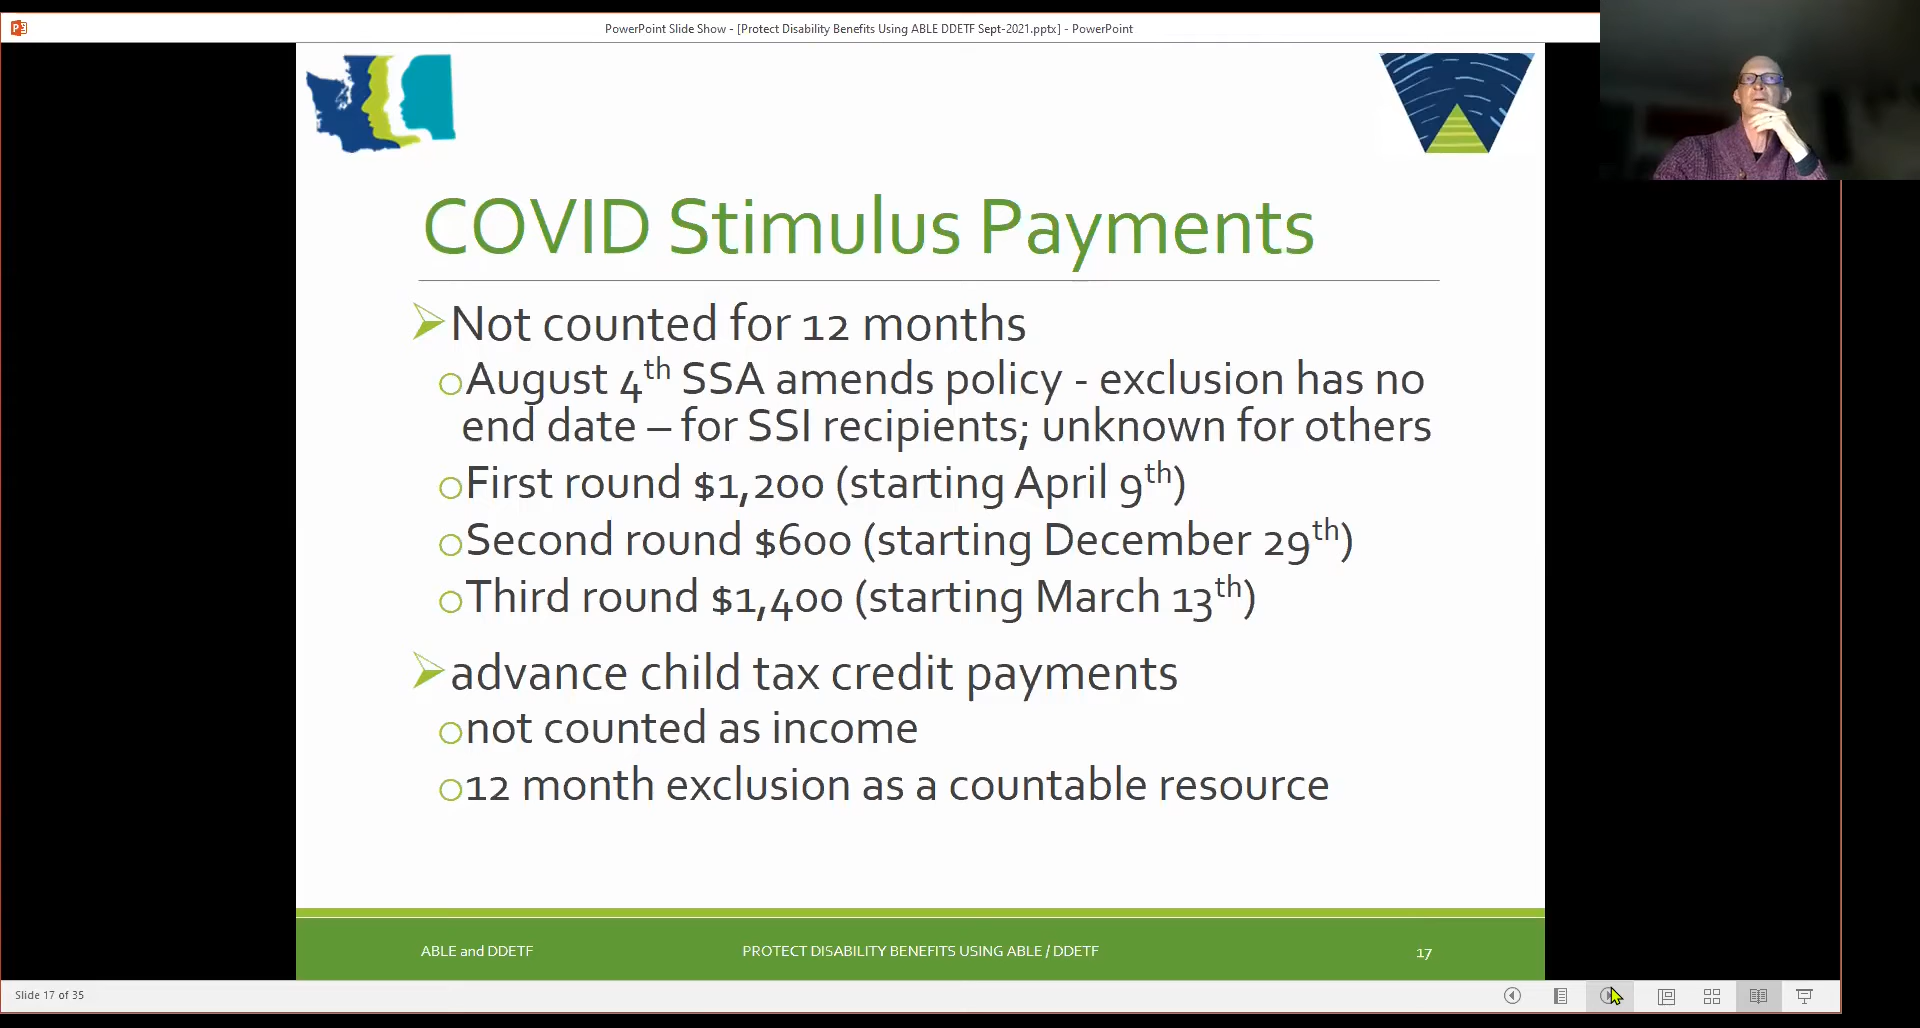 PowerPoint Slide Show - [Protect Disability Benefits Using ABLE DDETF Sept-2021.pptx] - PowerPoint
COVID Stimulus Payments
Not counted for 12 months
August 4th SSA amends policy - exclusion has no
end date – for SSI recipients; unknown for others
First round $1,200 (starting April 9th)
Second round $600 (starting December 29th)
Third round $1,400 (starting March 13th)
advance child tax credit payments
not counted as income
12 month exclusion as a countable resource
ABLE and DDETF
PROTECT DISABILITY BENEFITS USING ABLE / DDETF
17
Slide 17 of 35